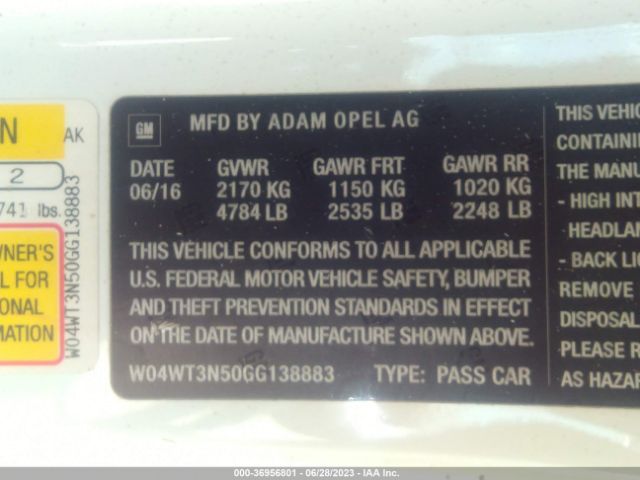 N
AK
2
741 lbs.
WNER'S
L FOR
IONAL
MATION
W04WT3N50GG138883
GM
MFD BY ADAM OPEL AG
DATE GVWR GAWR FRT GAWR RR
06/16 2170 KG 1150 KG 1020 KG
4784 LB 2535 LB 2248 LB
THIS VEHICLE CONFORMS TO ALL APPLICABLE
U.S. FEDERAL MOTOR VEHICLE SAFETY, BUMPER
AND THEFT PREVENTION STANDARDS IN EFFECT
ON THE DATE OF MANUFACTURE SHOWN ABOVE.
W04WT3N50GG138883 TYPE: PASS CAR
THIS VEHIC
CONTAINING
THE MANU
- HIGH INT
HEADLAM
- BACK LIG
REMOVE
DISPOSAL
PLEASE R
AS HAZAR
000-36956801 - 06/28/2023 - IAA Inc.